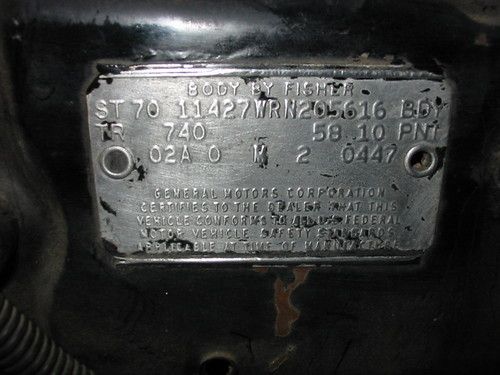 BODY BY FISHER
ST 70 11427WRN205616 BDY
TR 740 58 10 PNT
02A 0 2 0447
GENERAL MOTORS CORPORATION
CERTIFIES TO THE DEALER THAT THIS
VEHICLE CONFORMS TO ALL US FEDERAL
MOTOR VEHICLE SAFETY STANDARDS
APPLICABLE AT TIME OF MANUFACTURE